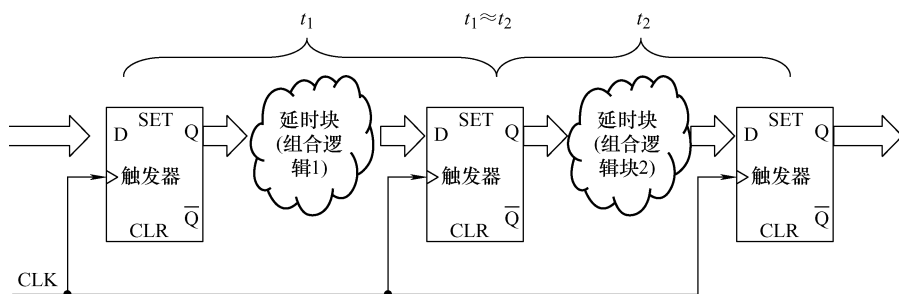 t₁
t₁≈t₂
t₂
SET
D
Q
触发器
Q̅
CLR
延时块
(组合逻
辑1)
SET
D
Q
触发器
Q̅
CLR
延时块
(组合逻
辑块2)
SET
D
Q
触发器
Q̅
CLR
CLK